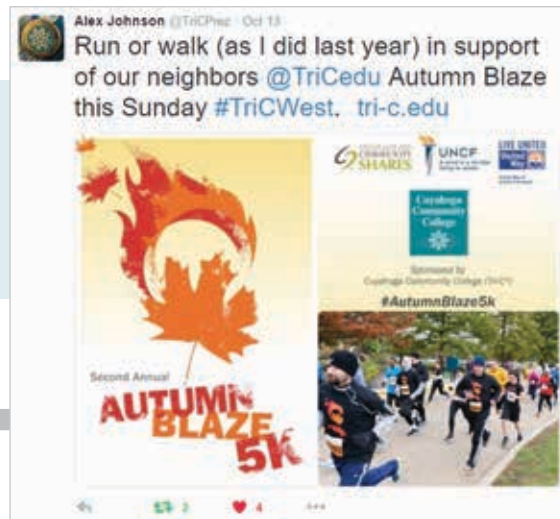 Alex Johnson @TriCPrez · Oct 13
Run or walk (as I did last year) in support
of our neighbors @TriCedu Autumn Blaze
this Sunday #TriCWest. tri-c.edu
COMMUNITY
SHARES
UNCF
LIVE UNITED
United
Way
Cuyahoga
Community
College
Sponsored by
Cuyahoga Community College (Tri-C®)
#AutumnBlaze5k
Second Annual
AUTUMN
BLAZE
5K
2
4